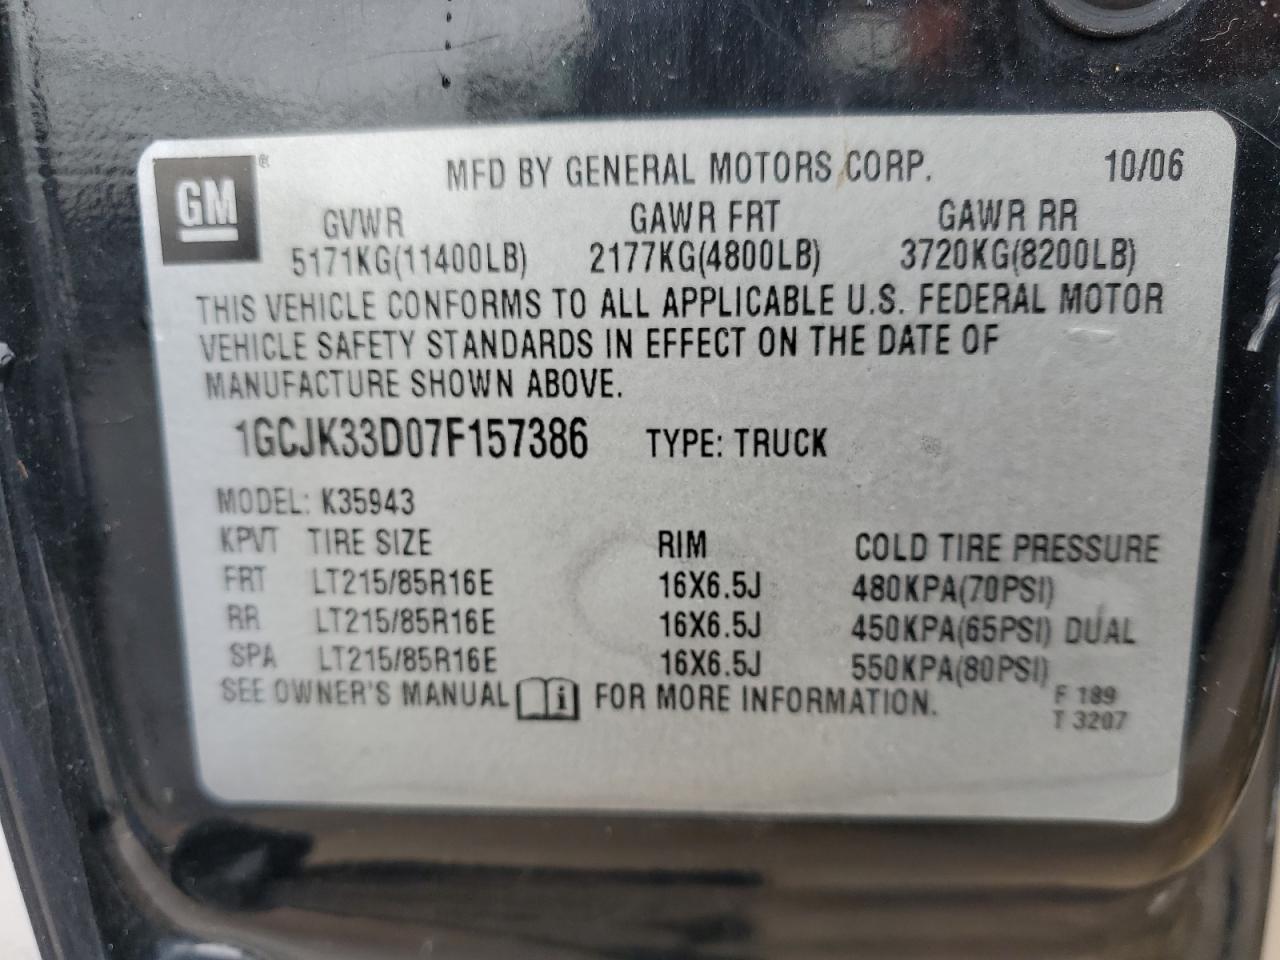 GM ® MFD BY GENERAL MOTORS CORP. 10/06
GVWR GAWR FRT GAWR RR
5171KG(11400LB) 2177KG(4800LB) 3720KG(8200LB)
THIS VEHICLE CONFORMS TO ALL APPLICABLE U.S. FEDERAL MOTOR
VEHICLE SAFETY STANDARDS IN EFFECT ON THE DATE OF
MANUFACTURE SHOWN ABOVE.
1GCJK33D07F157386 TYPE: TRUCK
MODEL: K35943
KPVT TIRE SIZE RIM COLD TIRE PRESSURE
FRT LT215/85R16E 16X6.5J 480KPA(70PSI)
RR LT215/85R16E 16X6.5J 450KPA(65PSI) DUAL
SPA LT215/85R16E 16X6.5J 550KPA(80PSI)
SEE OWNER'S MANUAL i FOR MORE INFORMATION.
F 189
T 3207